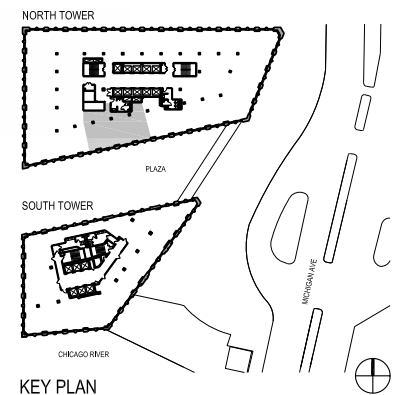 NORTH TOWER
PLAZA
SOUTH TOWER
MICHIGAN AVE
CHICAGO RIVER
KEY PLAN